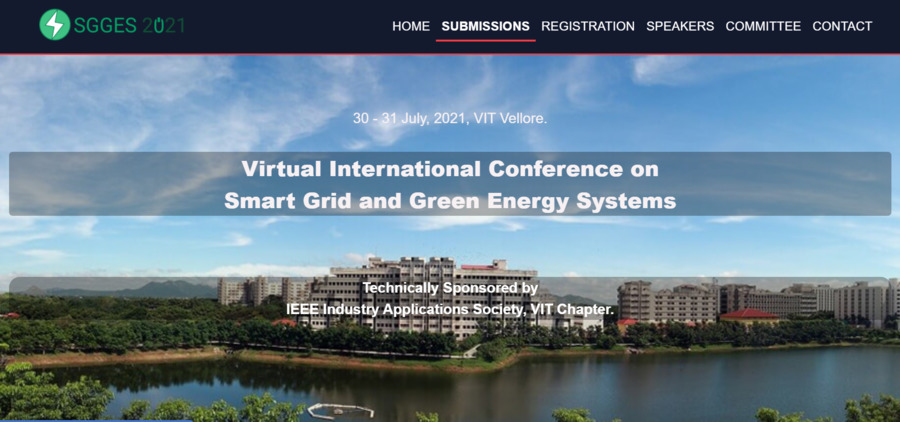 SGGES 2021
HOME SUBMISSIONS REGISTRATION SPEAKERS COMMITTEE CONTACT
30 - 31 July, 2021, VIT Vellore.
Virtual International Conference on
Smart Grid and Green Energy Systems
Technically Sponsored by
IEEE Industry Applications Society, VIT Chapter.